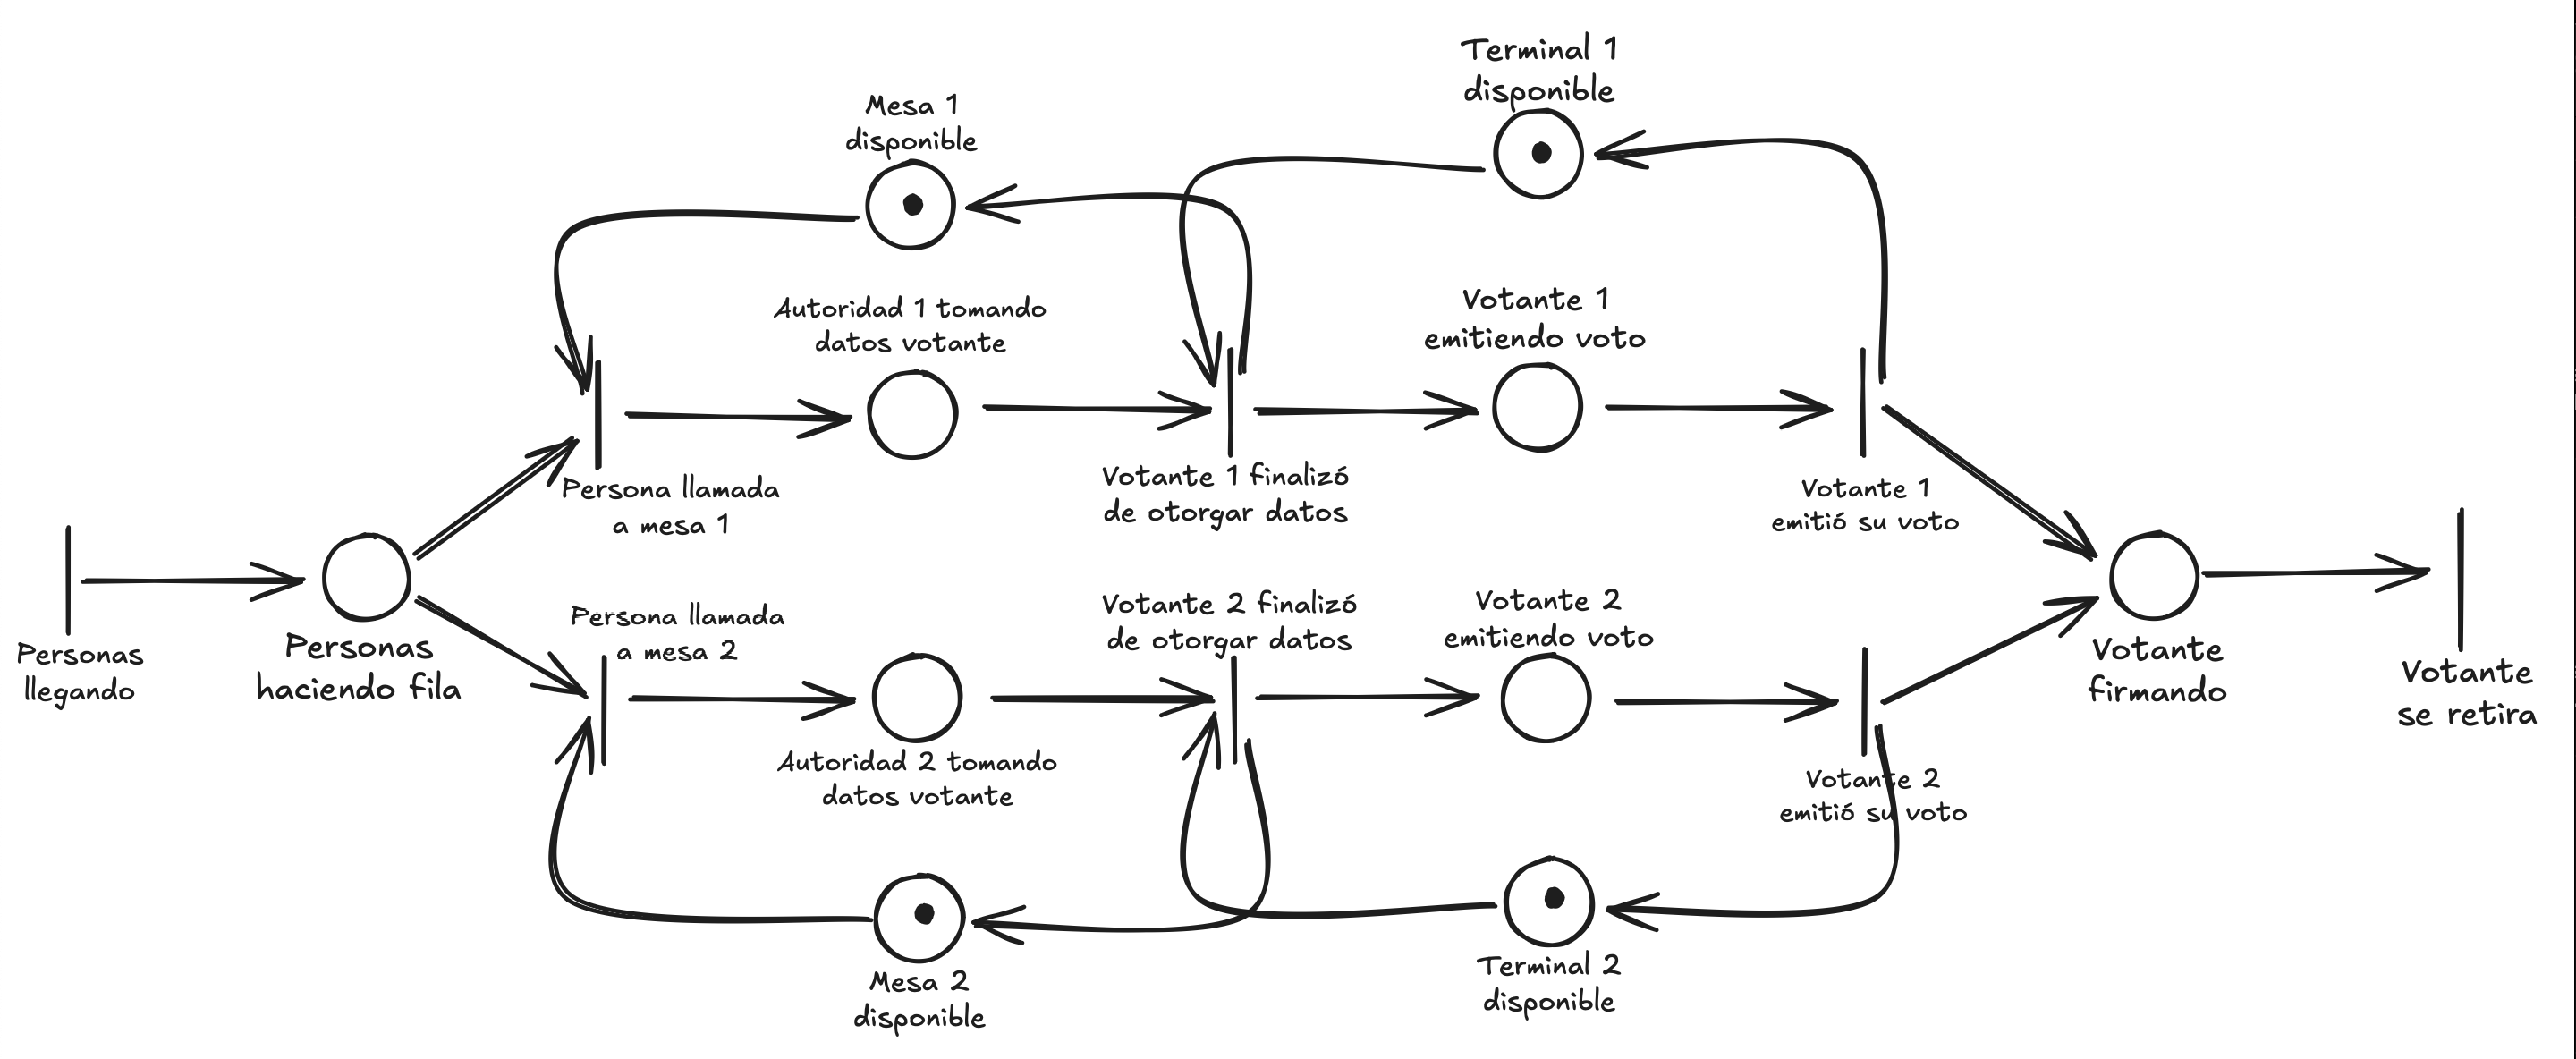 Terminal 1
disponible
Mesa 1
disponible
Autoridad 1 tomando
datos votante
Votante 1
emitiendo voto
Persona llamada
a mesa 1
Votante 1 finalizó
de otorgar datos
Votante 1
emitió su voto
Personas
llegando
Personas
haciendo fila
Persona llamada
a mesa 2
Votante 2 finalizó
de otorgar datos
Votante 2
emitiendo voto
Votante
firmando
Votante
se retira
Autoridad 2 tomando
datos votante
Votante 2
emitió su voto
Mesa 2
disponible
Terminal 2
disponible